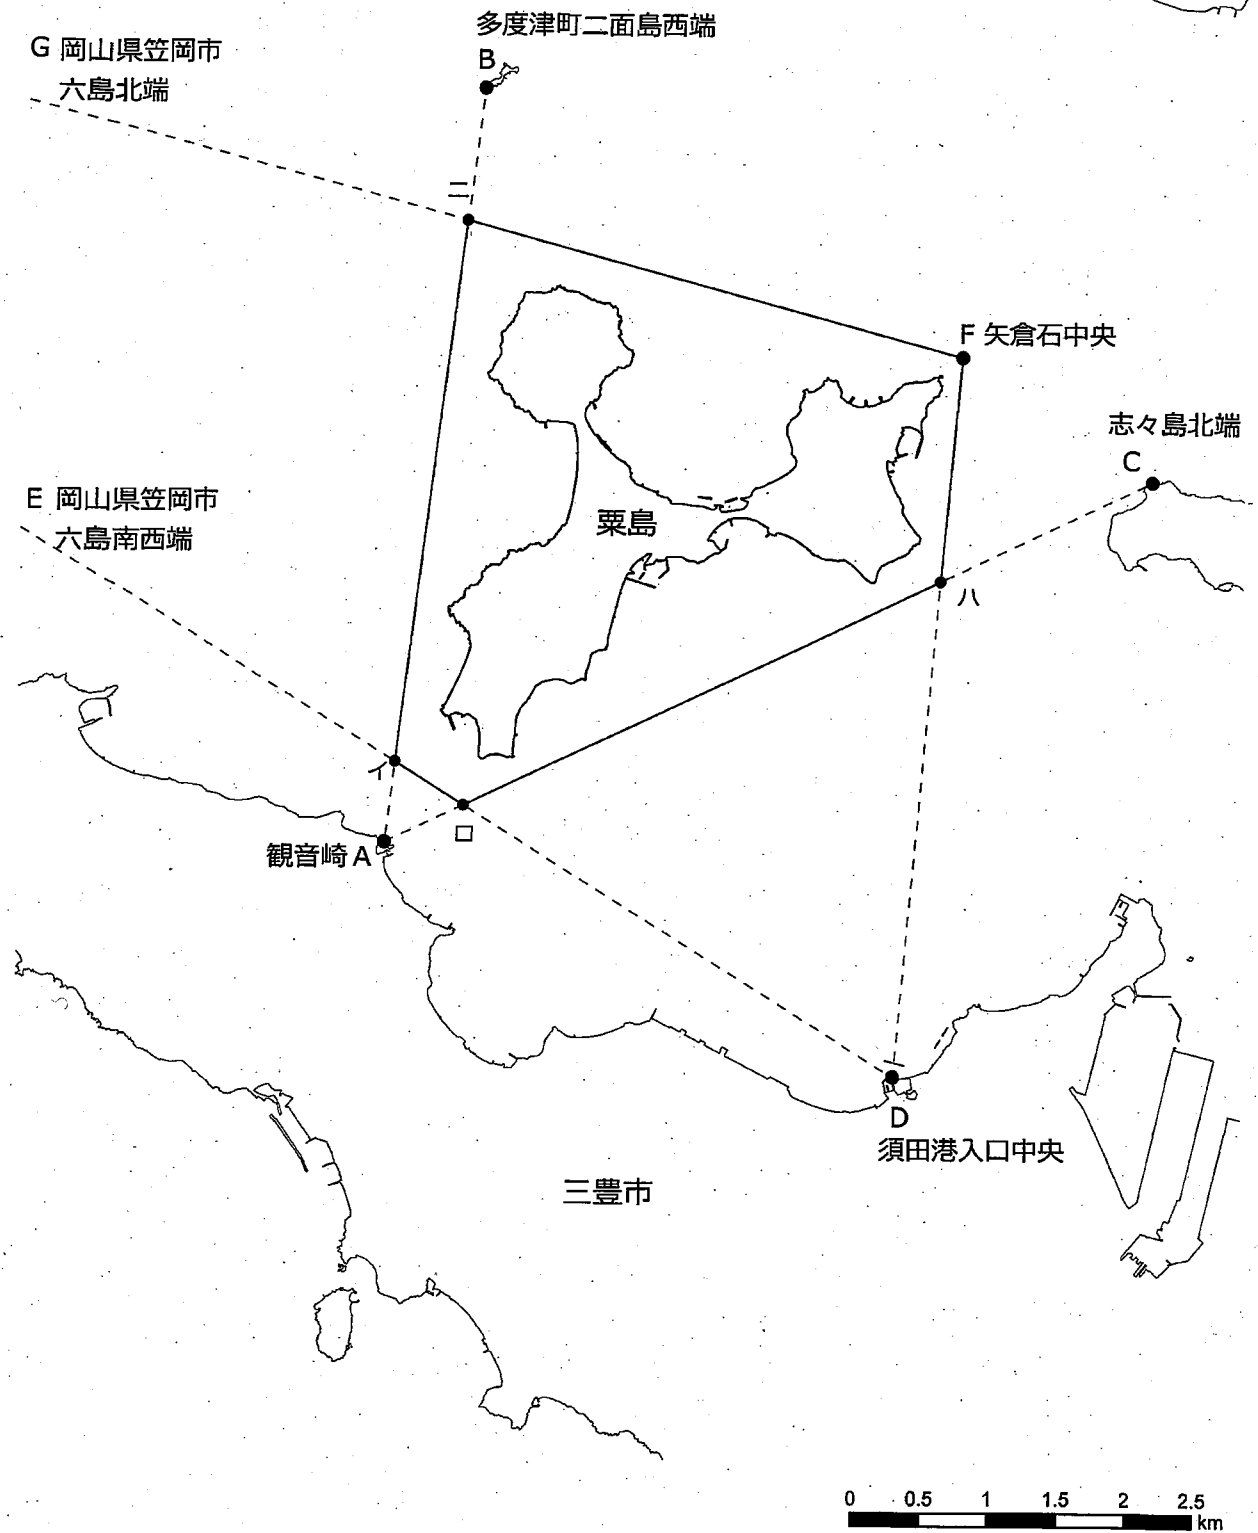 多度津町二面島西端
B
G 岡山県笠岡市
六島北端
ニ
F 矢倉石中央
志々島北端
C
E 岡山県笠岡市
六島南西端
粟島
ハ
イ
ロ
観音崎 A
D
須田港入口中央
三豊市
0 0.5 1 1.5 2 2.5
km